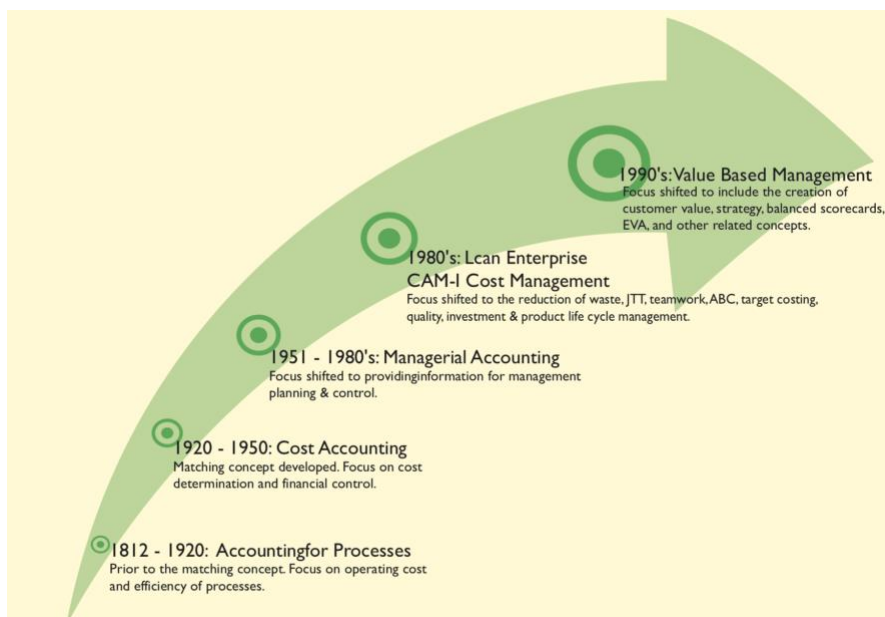 1990's: Value Based Management
Focus shifted to include the creation of
customer value, strategy, balanced scorecards,
EVA, and other related concepts.
1980's: Lcan Enterprise
CAM-I Cost Management
Focus shifted to the reduction of waste, JTT, teamwork, ABC, target costing,
quality, investment & product life cycle management.
1951 - 1980's: Managerial Accounting
Focus shifted to providinginformation for management
planning & control.
1920 - 1950: Cost Accounting
Matching concept developed. Focus on cost
determination and financial control.
1812 - 1920: Accountingfor Processes
Prior to the matching concept. Focus on operating cost
and efficiency of processes.